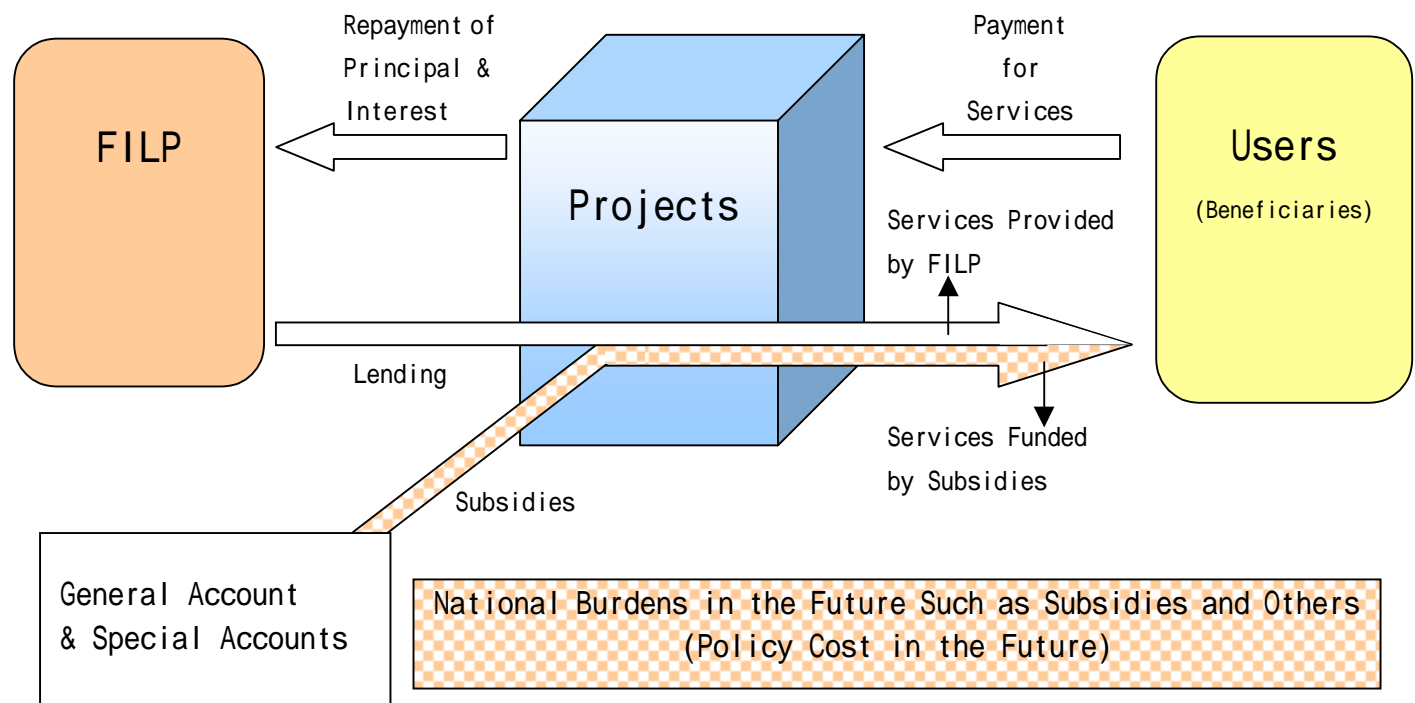 Repayment of
Principal &
Interest
Payment
for
Services
FILP
Projects
Users
(Beneficiaries)
Services Provided
by FILP
Lending
Services Funded
by Subsidies
Subsidies
General Account
& Special Accounts
National Burdens in the Future Such as Subsidies and Others
(Policy Cost in the Future)